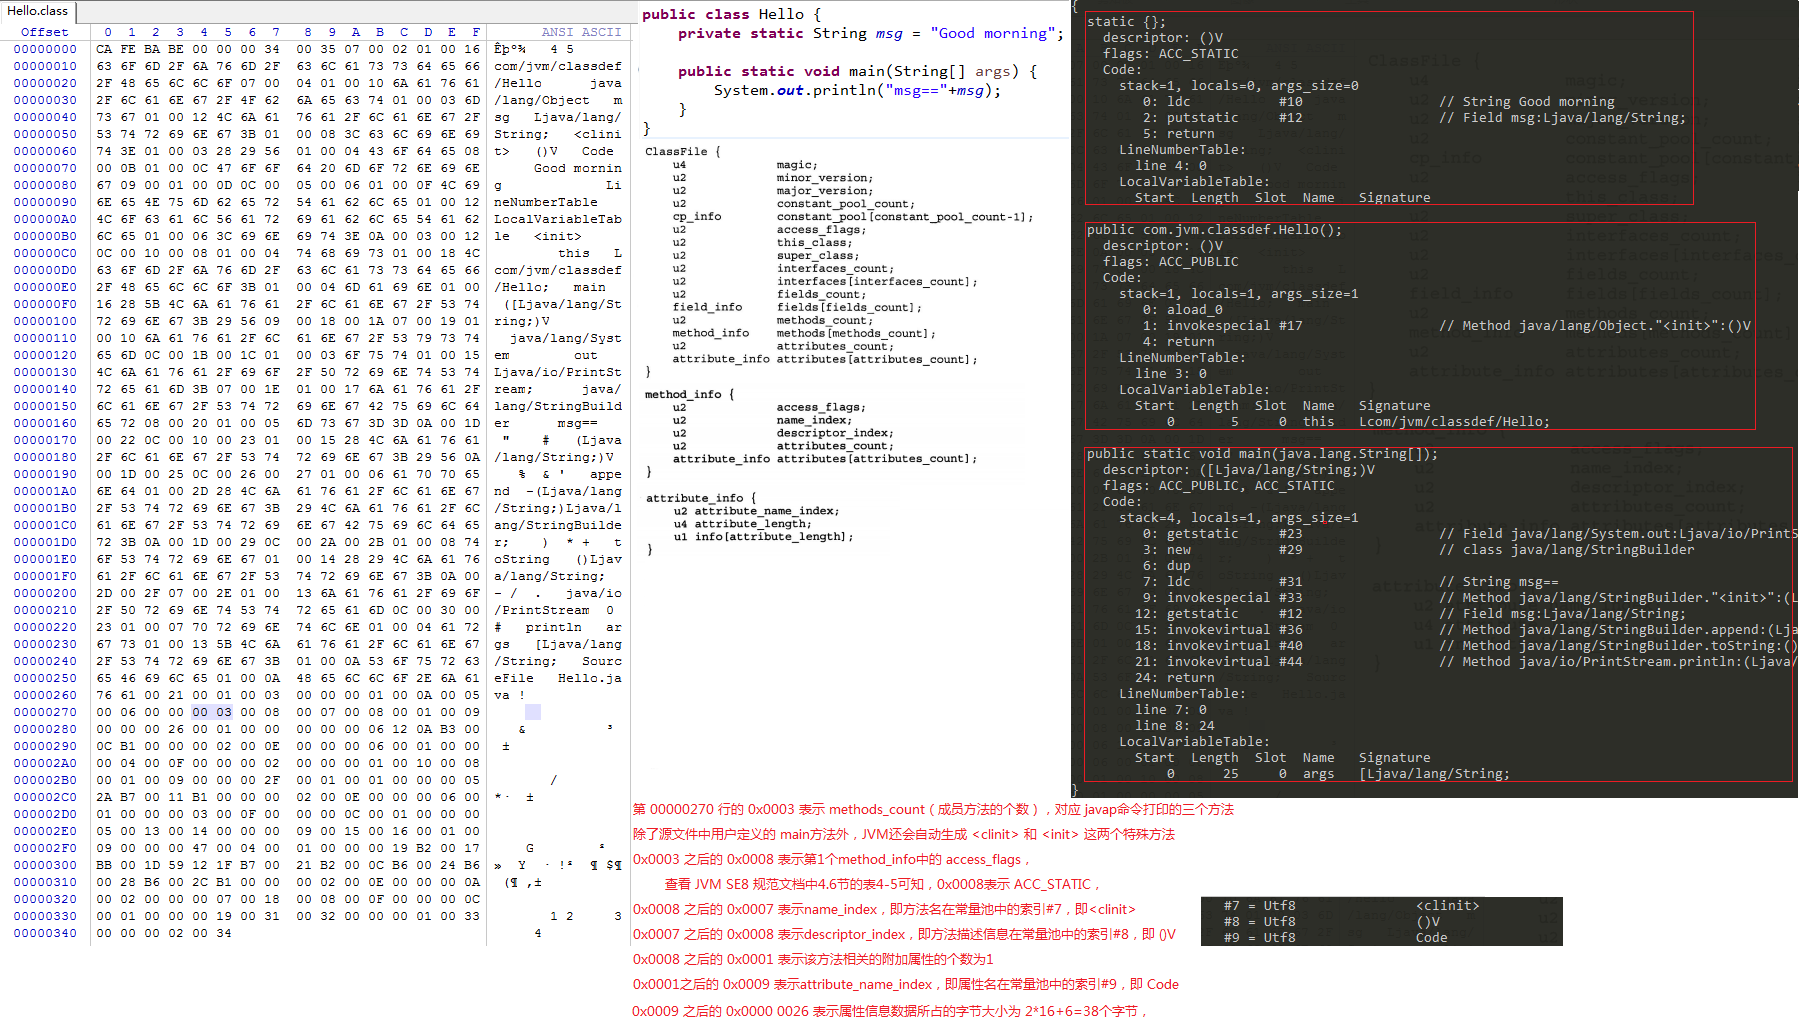 Hello.class
Offset 0 1 2 3 4 5 6 7 8 9 A B C D E F ANSI ASCII
00000000 CA FE BA BE 00 00 00 34 00 35 07 00 02 01 00 16 Êþº¾ 4 5
00000010 63 6F 6D 2F 6A 76 6D 2F 63 6C 61 73 73 64 65 66 com/jvm/classdef
00000020 2F 48 65 6C 6C 6F 07 00 04 01 00 10 6A 61 76 61 /Hello java
00000030 2F 6C 61 6E 67 2F 4F 62 6A 65 63 74 01 00 03 6D /lang/Object m
00000040 73 67 01 00 12 4C 6A 61 76 61 2F 6C 61 6E 67 2F sg Ljava/lang/
00000050 53 74 72 69 6E 67 3B 01 00 08 3C 63 6C 69 6E 69 String; <clini
00000060 74 3E 01 00 03 28 29 56 01 00 04 43 6F 64 65 08 t> ()V Code
00000070 00 0B 01 00 0C 47 6F 6F 64 20 6D 6F 72 6E 69 6E Good mornin
00000080 67 09 00 01 00 0D 0C 00 05 00 06 01 00 0F 4C 69 g Li
00000090 6E 65 4E 75 6D 62 65 72 54 61 62 6C 65 01 00 12 neNumberTable
000000A0 4C 6F 63 61 6C 56 61 72 69 61 62 6C 65 54 61 62 LocalVariableTab
000000B0 6C 65 01 00 06 3C 69 6E 69 74 3E 0A 00 03 00 12 le <init>
000000C0 0C 00 10 00 08 01 00 04 74 68 69 73 01 00 18 4C this L
000000D0 63 6F 6D 2F 6A 76 6D 2F 63 6C 61 73 73 64 65 66 com/jvm/classdef
000000E0 2F 48 65 6C 6C 6F 3B 01 00 04 6D 61 69 6E 01 00 /Hello; main
000000F0 16 28 5B 4C 6A 61 76 61 2F 6C 61 6E 67 2F 53 74 ([Ljava/lang/St
00000100 72 69 6E 67 3B 29 56 09 00 18 00 1A 07 00 19 01 ring;)V
00000110 00 10 6A 61 76 61 2F 6C 61 6E 67 2F 53 79 73 74 java/lang/Syst
00000120 65 6D 0C 00 1B 00 1C 01 00 03 6F 75 74 01 00 15 em out
00000130 4C 6A 61 76 61 2F 69 6F 2F 50 72 69 6E 74 53 74 Ljava/io/PrintSt
00000140 72 65 61 6D 3B 07 00 1E 01 00 17 6A 61 76 61 2F ream; java/
00000150 6C 61 6E 67 2F 53 74 72 69 6E 67 42 75 69 6C 64 lang/StringBuild
00000160 65 72 08 00 20 01 00 05 6D 73 67 3D 3D 0A 00 1D er msg==
00000170 00 22 0C 00 10 00 23 01 00 15 28 4C 6A 61 76 61 " # (Ljava
00000180 2F 6C 61 6E 67 2F 53 74 72 69 6E 67 3B 29 56 0A /lang/String;)V
00000190 00 1D 00 25 0C 00 26 00 27 01 00 06 61 70 70 65 % & ' appe
000001A0 6E 64 01 00 2D 28 4C 6A 61 76 61 2F 6C 61 6E 67 nd -(Ljava/lang
000001B0 2F 53 74 72 69 6E 67 3B 29 4C 6A 61 76 61 2F 6C /String;)Ljava/l
000001C0 61 6E 67 2F 53 74 72 69 6E 67 42 75 69 6C 64 65 ang/StringBuilde
000001D0 72 3B 0A 00 1D 00 29 0C 00 2A 00 2B 01 00 08 74 r; ) * + t
000001E0 6F 53 74 72 69 6E 67 01 00 14 28 29 4C 6A 61 76 oString ()Ljav
000001F0 61 2F 6C 61 6E 67 2F 53 74 72 69 6E 67 3B 0A 00 a/lang/String;
00000200 2D 00 2F 07 00 2E 01 00 13 6A 61 76 61 2F 69 6F - / . java/io
00000210 2F 50 72 69 6E 74 53 74 72 65 61 6D 0C 00 30 00 /PrintStream 0
00000220 23 01 00 07 70 72 69 6E 74 6C 6E 01 00 04 61 72 # println ar
00000230 67 73 01 00 13 5B 4C 6A 61 76 61 2F 6C 61 6E 67 gs [Ljava/lang
00000240 2F 53 74 72 69 6E 67 3B 01 00 0A 53 6F 75 72 63 /String; Sourc
00000250 65 46 69 6C 65 01 00 0A 48 65 6C 6C 6F 2E 6A 61 eFile Hello.ja
00000260 76 61 00 21 00 01 00 03 00 00 00 01 00 0A 00 05 va !
00000270 00 06 00 00 00 03 00 08 00 07 00 08 00 01 00 09
00000280 00 00 00 26 00 01 00 00 00 00 00 06 12 0A B3 00 & ³
00000290 0C B1 00 00 00 02 00 0E 00 00 00 06 00 01 00 00 ±
000002A0 00 04 00 0F 00 00 00 02 00 00 00 01 00 10 00 08
000002B0 00 01 00 09 00 00 00 2F 00 01 00 01 00 00 00 05 /
000002C0 2A B7 00 11 B1 00 00 00 02 00 0E 00 00 00 06 00 *· ±
000002D0 01 00 00 00 03 00 0F 00 00 00 0C 00 01 00 00 00
000002E0 05 00 13 00 14 00 00 00 09 00 15 00 16 00 01 00
000002F0 09 00 00 00 47 00 04 00 01 00 00 00 19 B2 00 17 G ²
00000300 BB 00 1D 59 12 1F B7 00 21 B2 00 0C B6 00 24 B6 » Y · !² ¶ $¶
00000310 00 28 B6 00 2C B1 00 00 00 02 00 0E 00 00 00 0A (¶ ,±
00000320 00 02 00 00 00 07 00 18 00 08 00 0F 00 00 00 0C
00000330 00 01 00 00 00 19 00 31 00 32 00 00 00 01 00 33 1 2 3
00000340 00 00 00 02 00 34 4
public class Hello {
private static String msg = "Good morning";
public static void main(String[] args) {
System.out.println("msg=="+msg);
}
}
ClassFile {
u4 magic;
u2 minor_version;
u2 major_version;
u2 constant_pool_count;
cp_info constant_pool[constant_pool_count-1];
u2 access_flags;
u2 this_class;
u2 super_class;
u2 interfaces_count;
u2 interfaces[interfaces_count];
u2 fields_count;
field_info fields[fields_count];
u2 methods_count;
method_info methods[methods_count];
u2 attributes_count;
attribute_info attributes[attributes_count];
}
method_info {
u2 access_flags;
u2 name_index;
u2 descriptor_index;
u2 attributes_count;
attribute_info attributes[attributes_count];
}
attribute_info {
u2 attribute_name_index;
u4 attribute_length;
u1 info[attribute_length];
}
{
static {};
descriptor: ()V
flags: ACC_STATIC
Code:
stack=1, locals=0, args_size=0
0: ldc #10 // String Good morning
2: putstatic #12 // Field msg:Ljava/lang/String;
5: return
LineNumberTable:
line 4: 0
LocalVariableTable:
Start Length Slot Name Signature
public com.jvm.classdef.Hello();
descriptor: ()V
flags: ACC_PUBLIC
Code:
stack=1, locals=1, args_size=1
0: aload_0
1: invokespecial #17 // Method java/lang/Object."<init>":()V
4: return
LineNumberTable:
line 3: 0
LocalVariableTable:
Start Length Slot Name Signature
0 5 0 this Lcom/jvm/classdef/Hello;
public static void main(java.lang.String[]);
descriptor: ([Ljava/lang/String;)V
flags: ACC_PUBLIC, ACC_STATIC
Code:
stack=4, locals=1, args_size=1
0: getstatic #23 // Field java/lang/System.out:Ljava/io/PrintS
3: new #29 // class java/lang/StringBuilder
6: dup
7: ldc #31 // String msg==
9: invokespecial #33 // Method java/lang/StringBuilder."<init>":(L
12: getstatic #12 // Field msg:Ljava/lang/String;
15: invokevirtual #36 // Method java/lang/StringBuilder.append:(Lja
18: invokevirtual #40 // Method java/lang/StringBuilder.toString:()
21: invokevirtual #44 // Method java/io/PrintStream.println:(Ljava/
24: return
LineNumberTable:
line 7: 0
line 8: 24
LocalVariableTable:
Start Length Slot Name Signature
0 25 0 args [Ljava/lang/String;
}
第 00000270 行的 0x0003 表示 methods_count ( 成员方法的个数 ) ，对应 javap命令打印的三个方法
除了源文件中用户定义的 main方法外，JVM还会自动生成 <clinit> 和 <init> 这两个特殊方法
0x0003 之后的 0x0008 表示第1个method_info中的 access_flags，
查看 JVM SE8 规范文档中4.6节的表4-5可知，0x0008表示 ACC_STATIC，
0x0008 之后的 0x0007 表示name_index，即方法名在常量池中的索引#7，即<clinit>
0x0007 之后的 0x0008 表示descriptor_index，即方法描述信息在常量池中的索引#8，即 ()V
0x0008 之后的 0x0001 表示该方法相关的附加属性的个数为1
0x0001之后的 0x0009 表示attribute_name_index，即属性名在常量池中的索引#9，即 Code
0x0009 之后的 0x0000 0026 表示属性信息数据所占的字节大小为 2*16+6=38个字节，
#7 = Utf8 <clinit>
#8 = Utf8 ()V
#9 = Utf8 Code